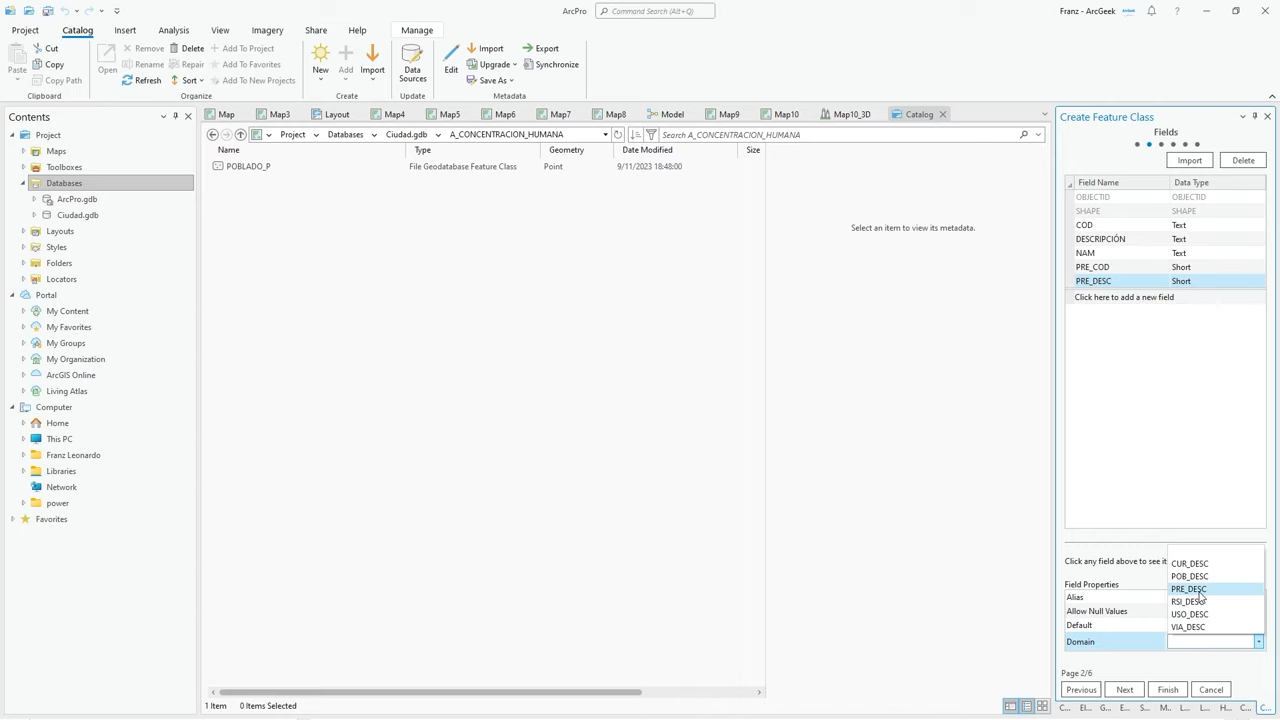 ArcPro
Command Search (Alt+Q)
Franz - ArcGeek
Project
Catalog
Insert
Analysis
View
Imagery
Share
Help
Manage
Paste
Cut
Copy
Copy Path
Clipboard
Open
Remove
Delete
Add To Project
Rename
Repair
Add To Favorites
Refresh
Sort
Add To New Projects
Organize
New
Add
Import
Create
Data
Sources
Update
Edit
Import
Export
Upgrade
Synchronize
Save As
Metadata
Contents
Project
Maps
Toolboxes
Databases
ArcPro.gdb
Ciudad.gdb
Layouts
Styles
Folders
Locators
Portal
My Content
My Favorites
My Groups
My Organization
ArcGIS Online
Living Atlas
Computer
Home
This PC
Franz Leonardo
Libraries
Network
power
Favorites
Map
Map3
Layout
Map4
Map5
Map6
Map7
Map8
Model
Map9
Map10
Map10_3D
Catalog
Project
Databases
Ciudad.gdb
A_CONCENTRACION_HUMANA
Search A_CONCENTRACION_HUMANA
Name Type Geometry Date Modified Size
POBLADO_P File Geodatabase Feature Class Point 9/11/2023 18:48:00
Select an item to view its metadata.
1 Item 0 Items Selected
Create Feature Class
Fields
Import Delete
Field Name Data Type
OBJECTID OBJECTID
SHAPE SHAPE
COD Text
DESCRIPCIÓN Text
NAM Text
PRE_COD Short
PRE_DESC Short
Click here to add a new field
Click any field above to see it
Field Properties
Alias
Allow Null Values
Default
Domain
CUR_DESC
POB_DESC
PRE_DESC
RSI_DESC
USO_DESC
VIA_DESC
Page 2/6
Previous Next Finish Cancel
C... El... G... E... S... M... L... L... H... C... C...